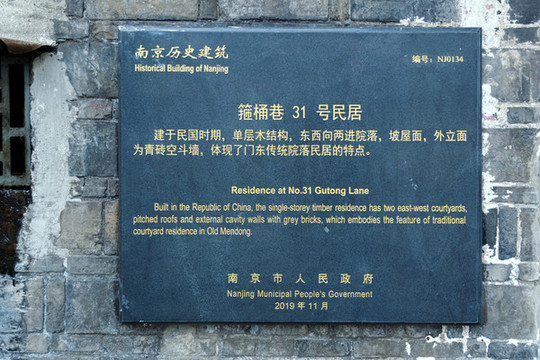 南京历史建筑
Historical Building of Nanjing
编号：NJ0134
箍桶巷 31 号民居
建于民国时期，单层木结构，东西向两进院落，坡屋面，外立面
为青砖空斗墙，体现了门东传统院落民居的特点。
Residence at No.31 Gutong Lane
Built in the Republic of China, the single-storey timber residence has two east-west courtyards,
pitched roofs and external cavity walls with grey bricks, which embodies the feature of traditional
courtyard residence in Old Mendong.
南京市人民政府
Nanjing Municipal People's Government
2019 年 11 月